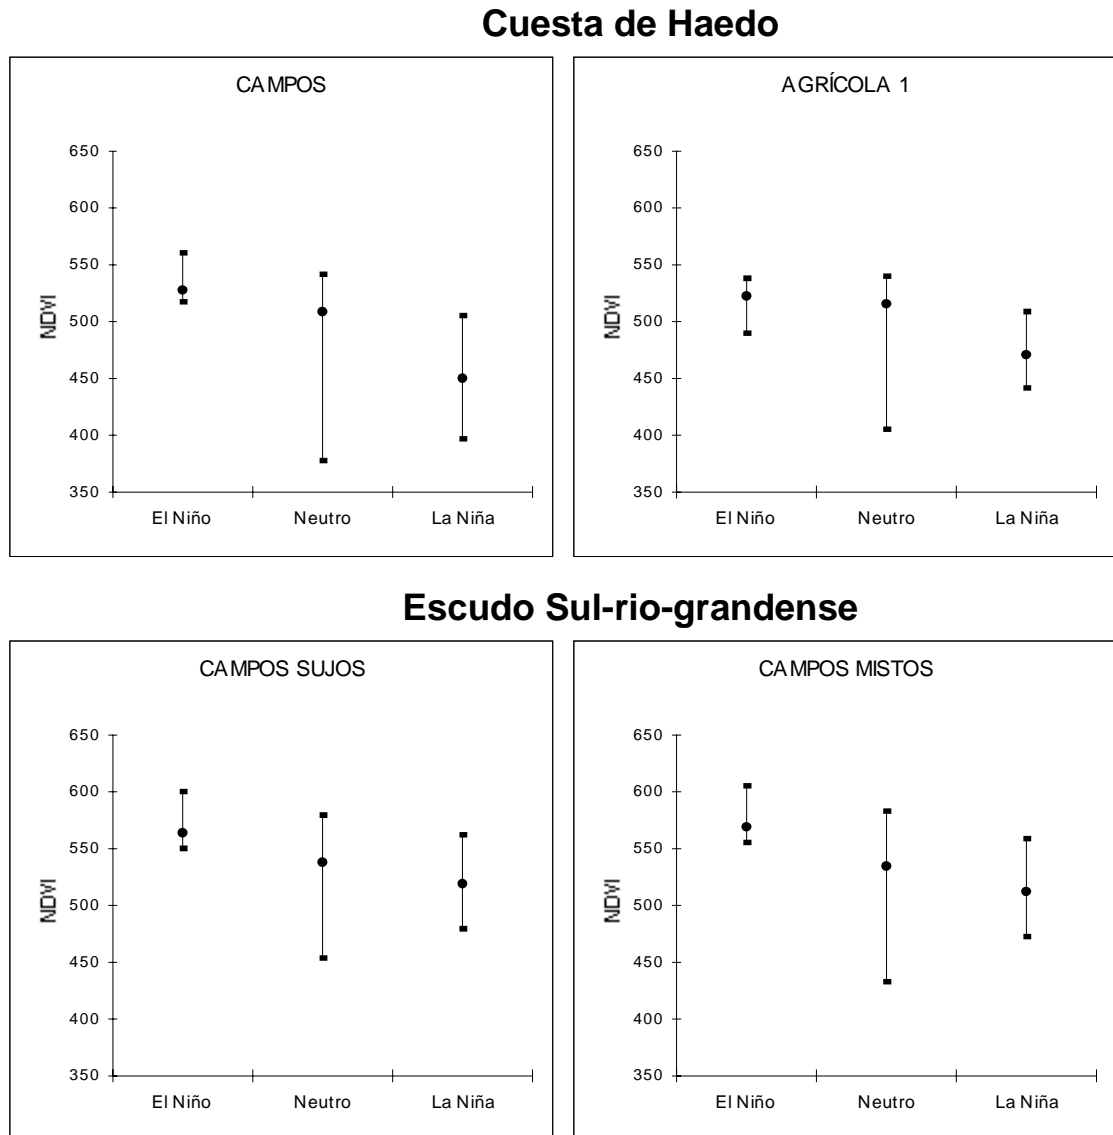 Cuesta de Haedo
CAMPOS
650
600
550
500
450
400
350
NDVI
El Niño Neutro La Niña
AGRÍCOLA 1
650
600
550
500
450
400
350
NDVI
El Niño Neutro La Niña
Escudo Sul-rio-grandense
CAMPOS SUJOS
650
600
550
500
450
400
350
NDVI
El Niño Neutro La Niña
CAMPOS MISTOS
650
600
550
500
450
400
350
NDVI
El Niño Neutro La Niña